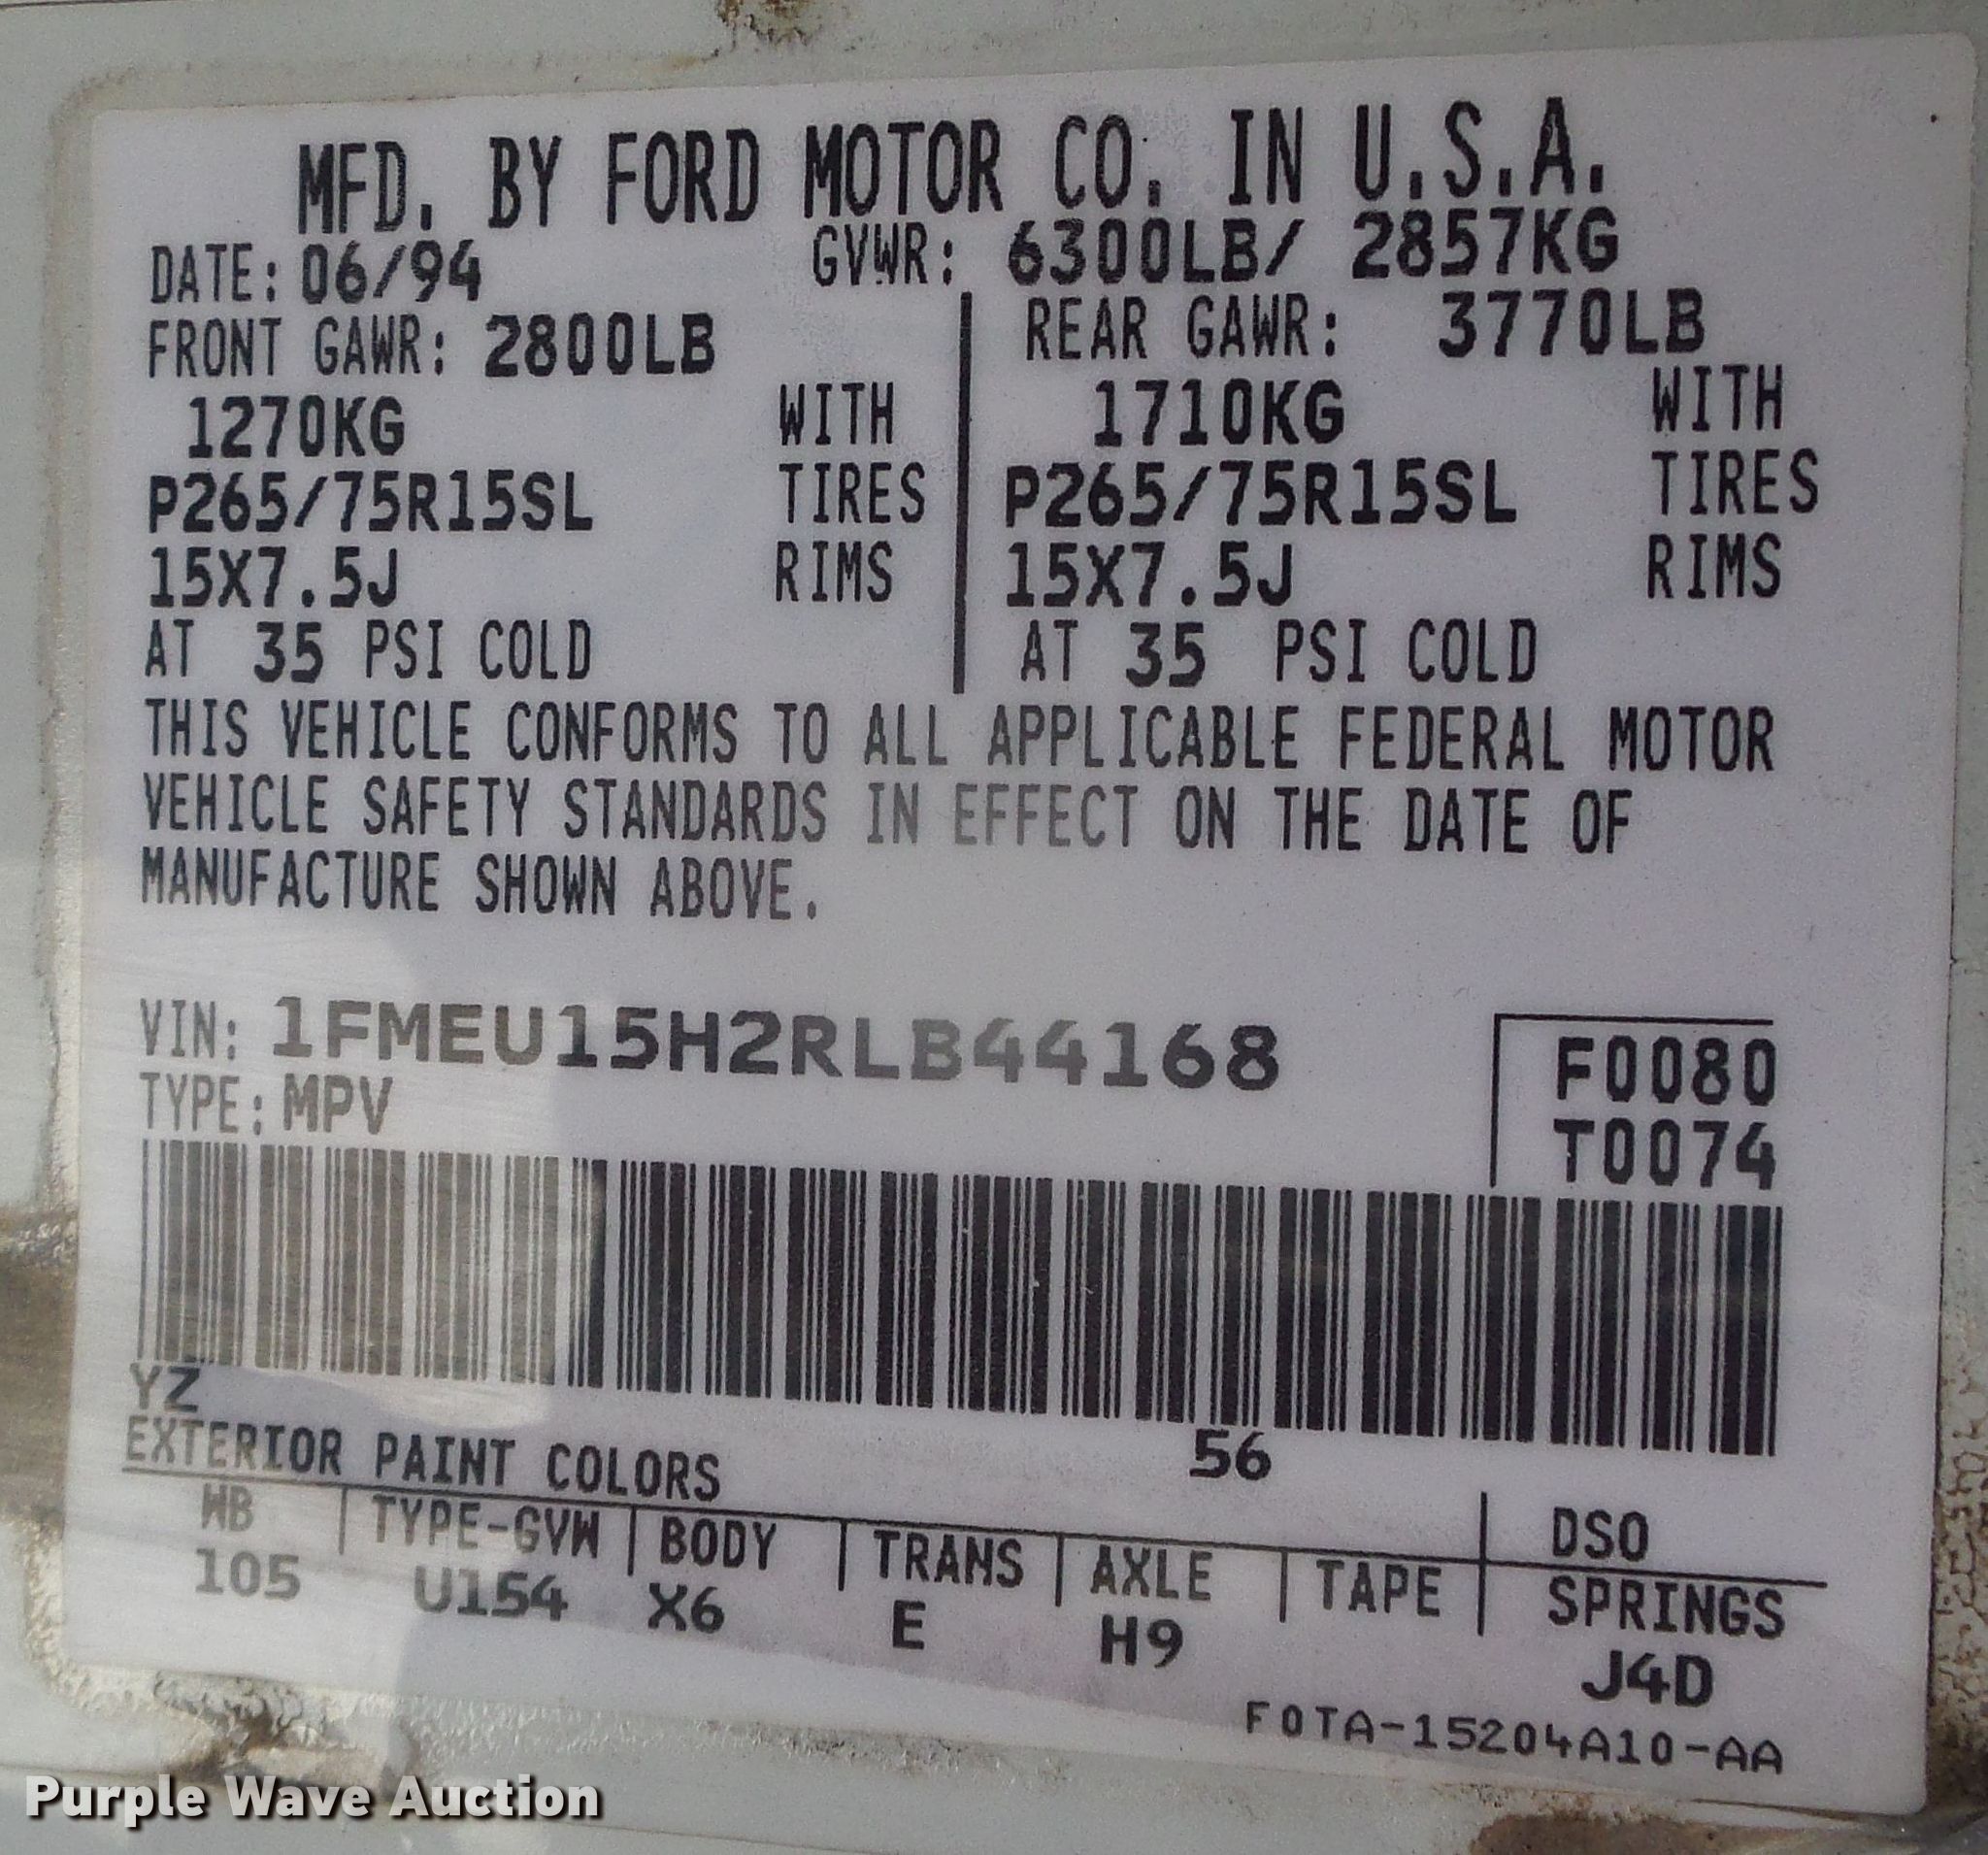 MFD. BY FORD MOTOR CO. IN U.S.A.
DATE: 06/94 GVWR: 6300LB/ 2857KG
FRONT GAWR: 2800LB REAR GAWR: 3770LB
1270KG WITH 1710KG WITH
P265/75R15SL TIRES P265/75R15SL TIRES
15X7.5J RIMS 15X7.5J RIMS
AT 35 PSI COLD AT 35 PSI COLD
THIS VEHICLE CONFORMS TO ALL APPLICABLE FEDERAL MOTOR
VEHICLE SAFETY STANDARDS IN EFFECT ON THE DATE OF
MANUFACTURE SHOWN ABOVE.
VIN: 1FMEU15H2RLB44168 F0080
TYPE: MPV T0074
YZ
EXTERIOR PAINT COLORS 56 DSO
WB TYPE-GVW BODY TRANS AXLE TAPE SPRINGS
105 U154 X6 E H9 J4D
F0TA-15204A10-AA
Purple Wave Auction